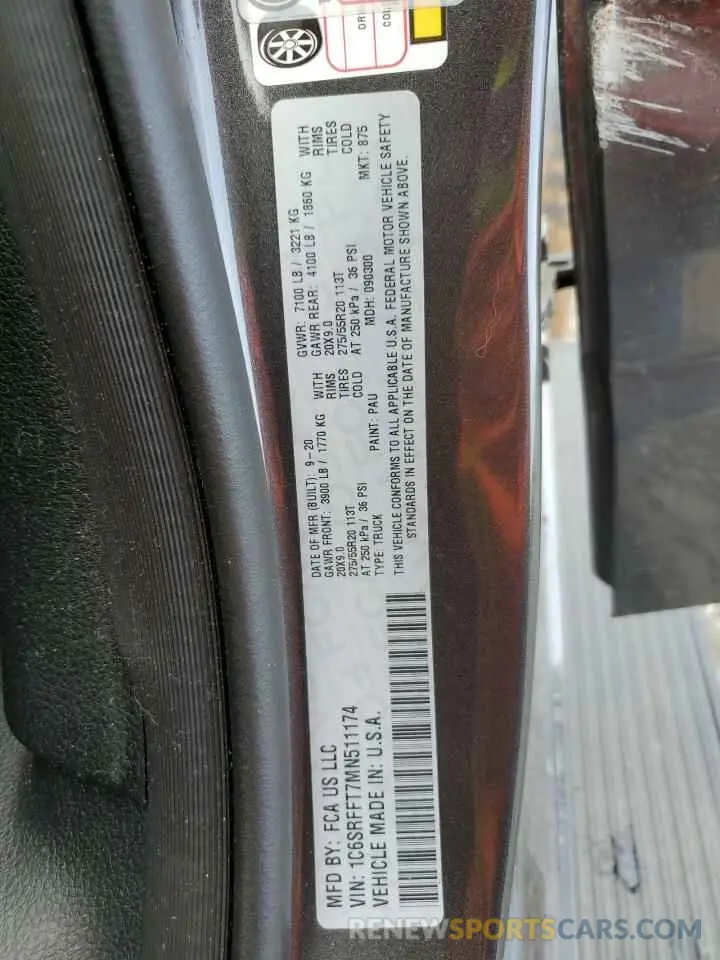 MFD BY: FCA US LLC
VIN: 1C6SRFFT7MN511174
VEHICLE MADE IN: U.S.A.
DATE OF MFR (BUILT): 9-20
GAWR FRONT: 3900 LB / 1770 KG WITH
20X9.0 RIMS
275/55R20 113T TIRES
AT 250 kPa / 36 PSI COLD
TYPE: TRUCK PAINT: PAU
GVWR: 7100 LB / 3221 KG
GAWR REAR: 4100 LB / 1860 KG WITH
20X9.0 RIMS
275/55R20 113T TIRES
AT 250 kPa / 36 PSI COLD
MDH: 090300 MKT: 875
THIS VEHICLE CONFORMS TO ALL APPLICABLE U.S.A. FEDERAL MOTOR VEHICLE SAFETY
STANDARDS IN EFFECT ON THE DATE OF MANUFACTURE SHOWN ABOVE.
RENEWSPORTSCARS.COM